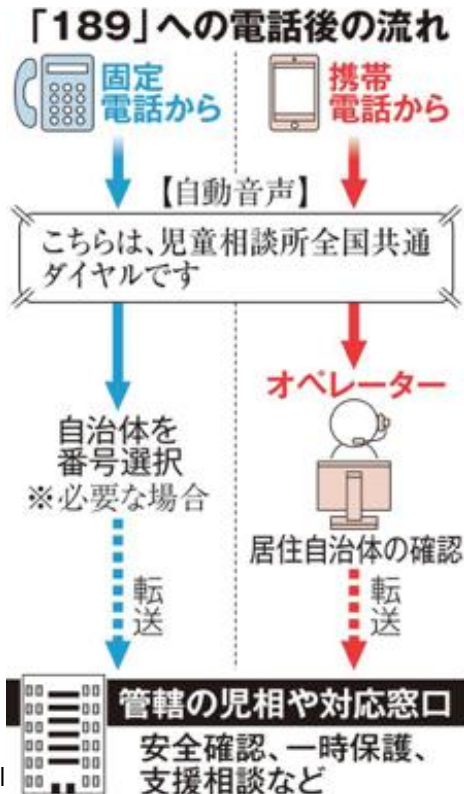 「189」への電話後の流れ
固定
電話から
携帯
電話から
【自動音声】
こちらは、児童相談所全国共通
ダイヤルです
自治体を
番号選択
※必要な場合
転送
オペレーター
居住自治体の確認
転送
管轄の児相や対応窓口
安全確認、一時保護、
支援相談など